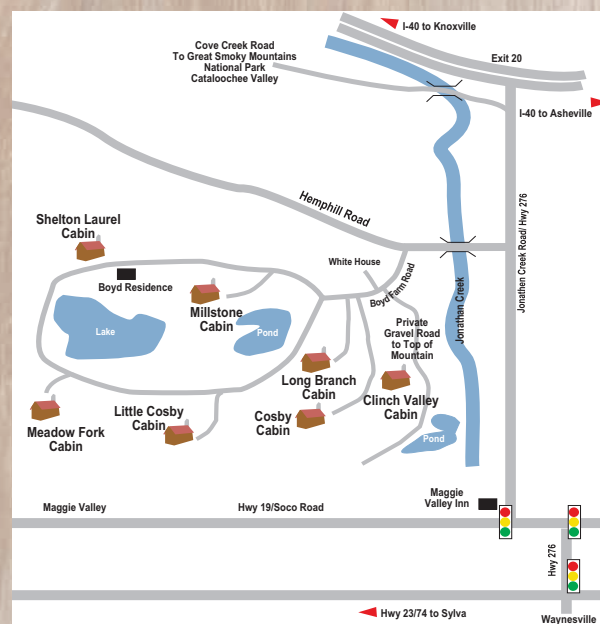 I-40 to Knoxville
Cove Creek Road
To Great Smoky Mountains
National Park
Cataloochee Valley
Exit 20
I-40 to Asheville
Hemphill Road
Jonathen Creek Road/ Hwy 276
Shelton Laurel
Cabin
White House
Boyd Farm Road
Boyd Residence
Millstone
Cabin
Jonathan Creek
Lake
Pond
Private
Gravel Road
to Top of
Mountain
Long Branch
Cabin
Clinch Valley
Cabin
Meadow Fork
Cabin
Little Cosby
Cabin
Cosby
Cabin
Pond
Maggie
Valley Inn
Maggie Valley
Hwy 19/Soco Road
Hwy 276
Hwy 23/74 to Sylva
Waynesville